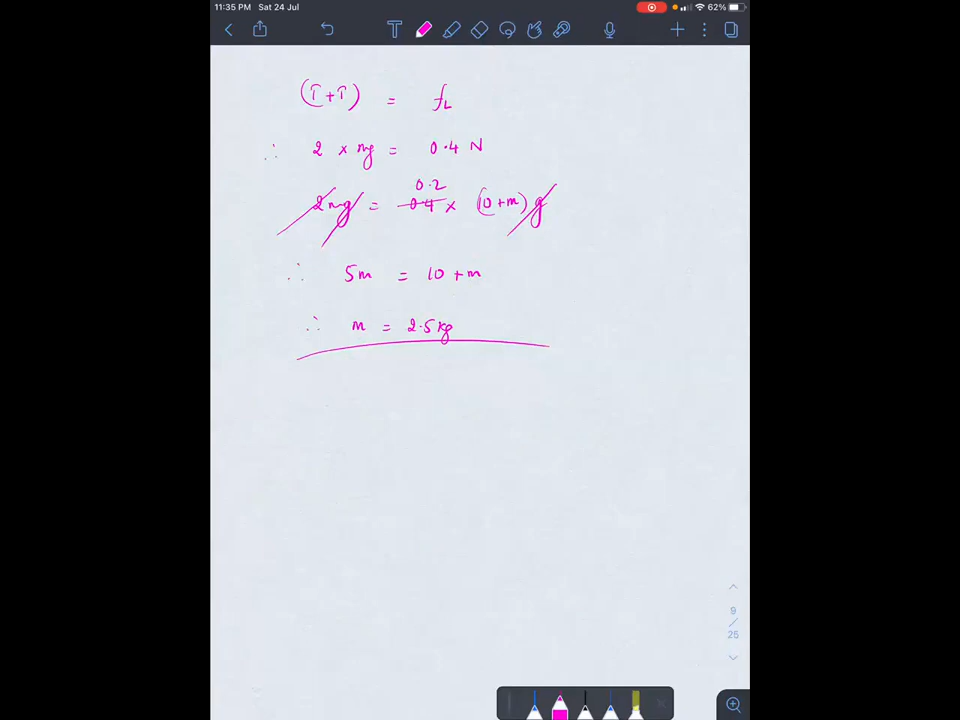 11:35 PM Sat 24 Jul 62%
T
(T+T) = fL
∴ 2 × mg = 0.4 N
0.2
2mg = 0.4 × (10+m) g
∴ 5m = 10 + m
∴ m = 2.5 kg
9
/
25